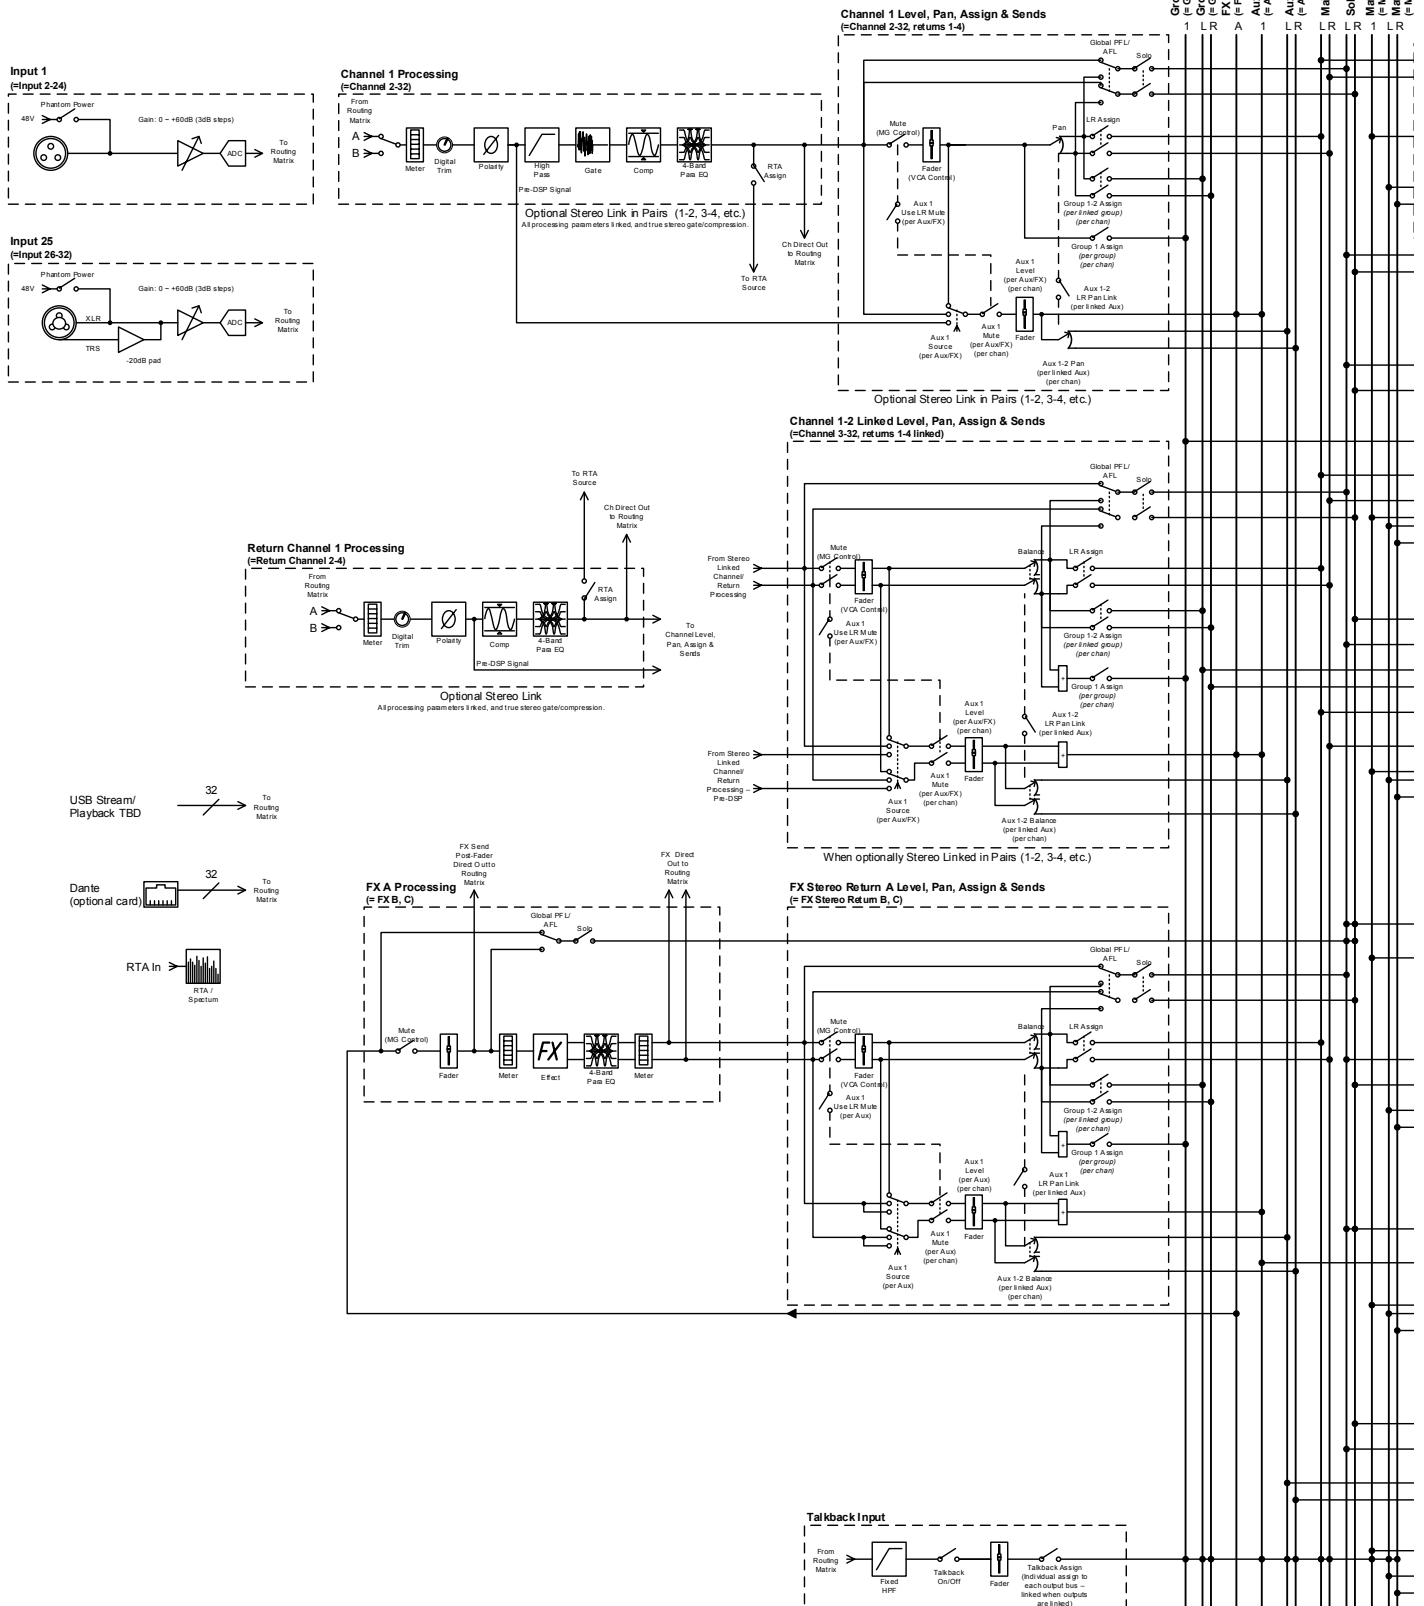 Channel 1 Level, Pan, Assign & Sends
(=Channel 2-32, returns 1-4)
1 L R A 1 L R L R L R 1 L R
Input 1
(=Input 2-24)
Phantom Power
48V
Gain: 0 – +60dB (3dB steps)
ADC
To
Routing
Matrix
Channel 1 Processing
(=Channel 2-32)
From
Routing
Matrix
A
B
Meter
Digital
Trim
Polarity
High
Pass
Gate
Comp
4-Band
Para EQ
Pre-DSP Signal
RTA
Assign
Optional Stereo Link in Pairs (1-2, 3-4, etc.)
All processing parameters linked, and true stereo gate/compression.
To RTA
Source
Ch Direct Out
to Routing
Matrix
Global PFL/
AFL
Solo
Mute
(MG Control)
Fader
(VCA Control)
Pan
LR Assign
Aux 1
Use LR Mute
(per Aux/FX)
Group 1-2 Assign
(per linked group)
(per chan)
Group 1 Assign
(per group)
(per chan)
Aux 1
Level
(per Aux/FX)
(per chan)
Aux 1-2
LR Pan Link
(per linked Aux)
Aux 1
Source
(per Aux/FX)
Aux 1
Mute
(per Aux/FX)
(per chan)
Fader
Aux 1-2 Pan
(per linked Aux)
(per chan)
Optional Stereo Link in Pairs (1-2, 3-4, etc.)
Input 25
(=Input 26-32)
Phantom Power
48V
Gain: 0 – +60dB (3dB steps)
XLR
TRS
-20dB pad
ADC
To
Routing
Matrix
Channel 1-2 Linked Level, Pan, Assign & Sends
(=Channel 3-32, returns 1-4 linked)
Global PFL/
AFL
Solo
From Stereo
Linked
Channel/
Return
Processing
Mute
(MG Control)
Fader
(VCA Control)
Balance
LR Assign
Aux 1
Use LR Mute
(per Aux/FX)
Group 1-2 Assign
(per linked group)
(per chan)
+
Group 1 Assign
(per group)
(per chan)
Aux 1
Level
(per Aux/FX)
(per chan)
Aux 1-2
LR Pan Link
(per linked Aux)
From Stereo
Linked
Channel/
Return
Processing –
Pre-DSP
+
Aux 1
Source
(per Aux/FX)
Aux 1
Mute
(per Aux/FX)
(per chan)
Fader
Aux 1-2 Balance
(per linked Aux)
(per chan)
When optionally Stereo Linked in Pairs (1-2, 3-4, etc.)
Return Channel 1 Processing
(=Return Channel 2-4)
To RTA
Source
Ch Direct Out
to Routing
Matrix
From
Routing
Matrix
A
B
Meter
Digital
Trim
Polarity
Comp
4-Band
Para EQ
RTA
Assign
Pre-DSP Signal
To
Channel Level,
Pan, Assign &
Sends
Optional Stereo Link
All processing parameters linked, and true stereo gate/compression.
USB Stream/
Playback TBD
32
To
Routing
Matrix
Dante
(optional card)
32
To
Routing
Matrix
RTA In
RTA /
Spectum
FX A Processing
(= FX B, C)
FX Send
Post-Fader
Direct Out to
Routing
Matrix
FX Direct
Out to
Routing
Matrix
Global PFL/
AFL
Solo
Mute
(MG Control)
Fader
Meter
FX
Effect
4-Band
Para EQ
Meter
FX Stereo Return A Level, Pan, Assign & Sends
(= FX Stereo Return B, C)
Global PFL/
AFL
Solo
Mute
(MG Control)
Fader
(VCA Control)
Balance
LR Assign
Aux 1
Use LR Mute
(per Aux)
Group 1-2 Assign
(per linked group)
(per chan)
+
Group 1 Assign
(per group)
(per chan)
Aux 1
Level
(per Aux)
(per chan)
Aux 1
LR Pan Link
(per linked Aux)
+
Aux 1
Source
(per Aux)
Aux 1
Mute
(per Aux)
(per chan)
Fader
Aux 1-2 Balance
(per linked Aux)
(per chan)
Talkback Input
From
Routing
Matrix
Fixed
HPF
Talkback
On/Off
Fader
Talkback Assign
(Individual assign to
each output bus –
linked when outputs
are linked)